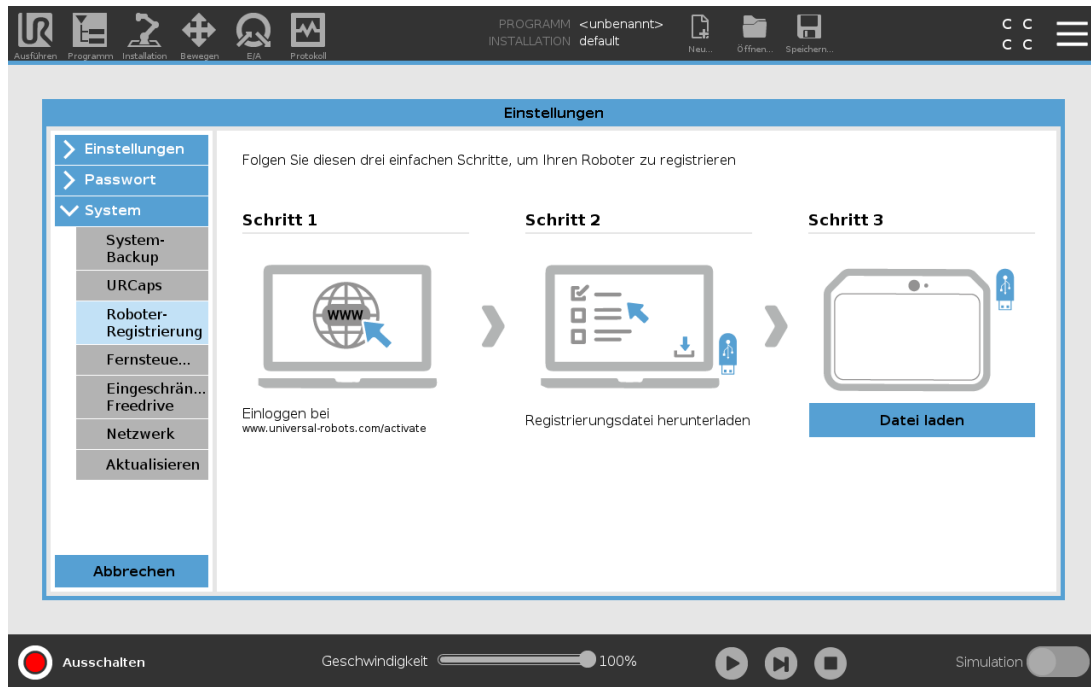 PROGRAMM <unbenannt>
INSTALLATION default
C C
C C
Ausführen Programm Installation Bewegen E/A Protokoll Neu... Öffnen... Speichern...
Einstellungen
Einstellungen
Passwort
System
System-
Backup
URCaps
Roboter-
Registrierung
Fernsteue...
Eingeschrän...
Freedrive
Netzwerk
Aktualisieren
Abbrechen
Folgen Sie diesen drei einfachen Schritte, um Ihren Roboter zu registrieren
Schritt 1
www
Einloggen bei
www.universal-robots.com/activate
Schritt 2
Registrierungsdatei herunterladen
Schritt 3
Datei laden
Ausschalten Geschwindigkeit 100% Simulation